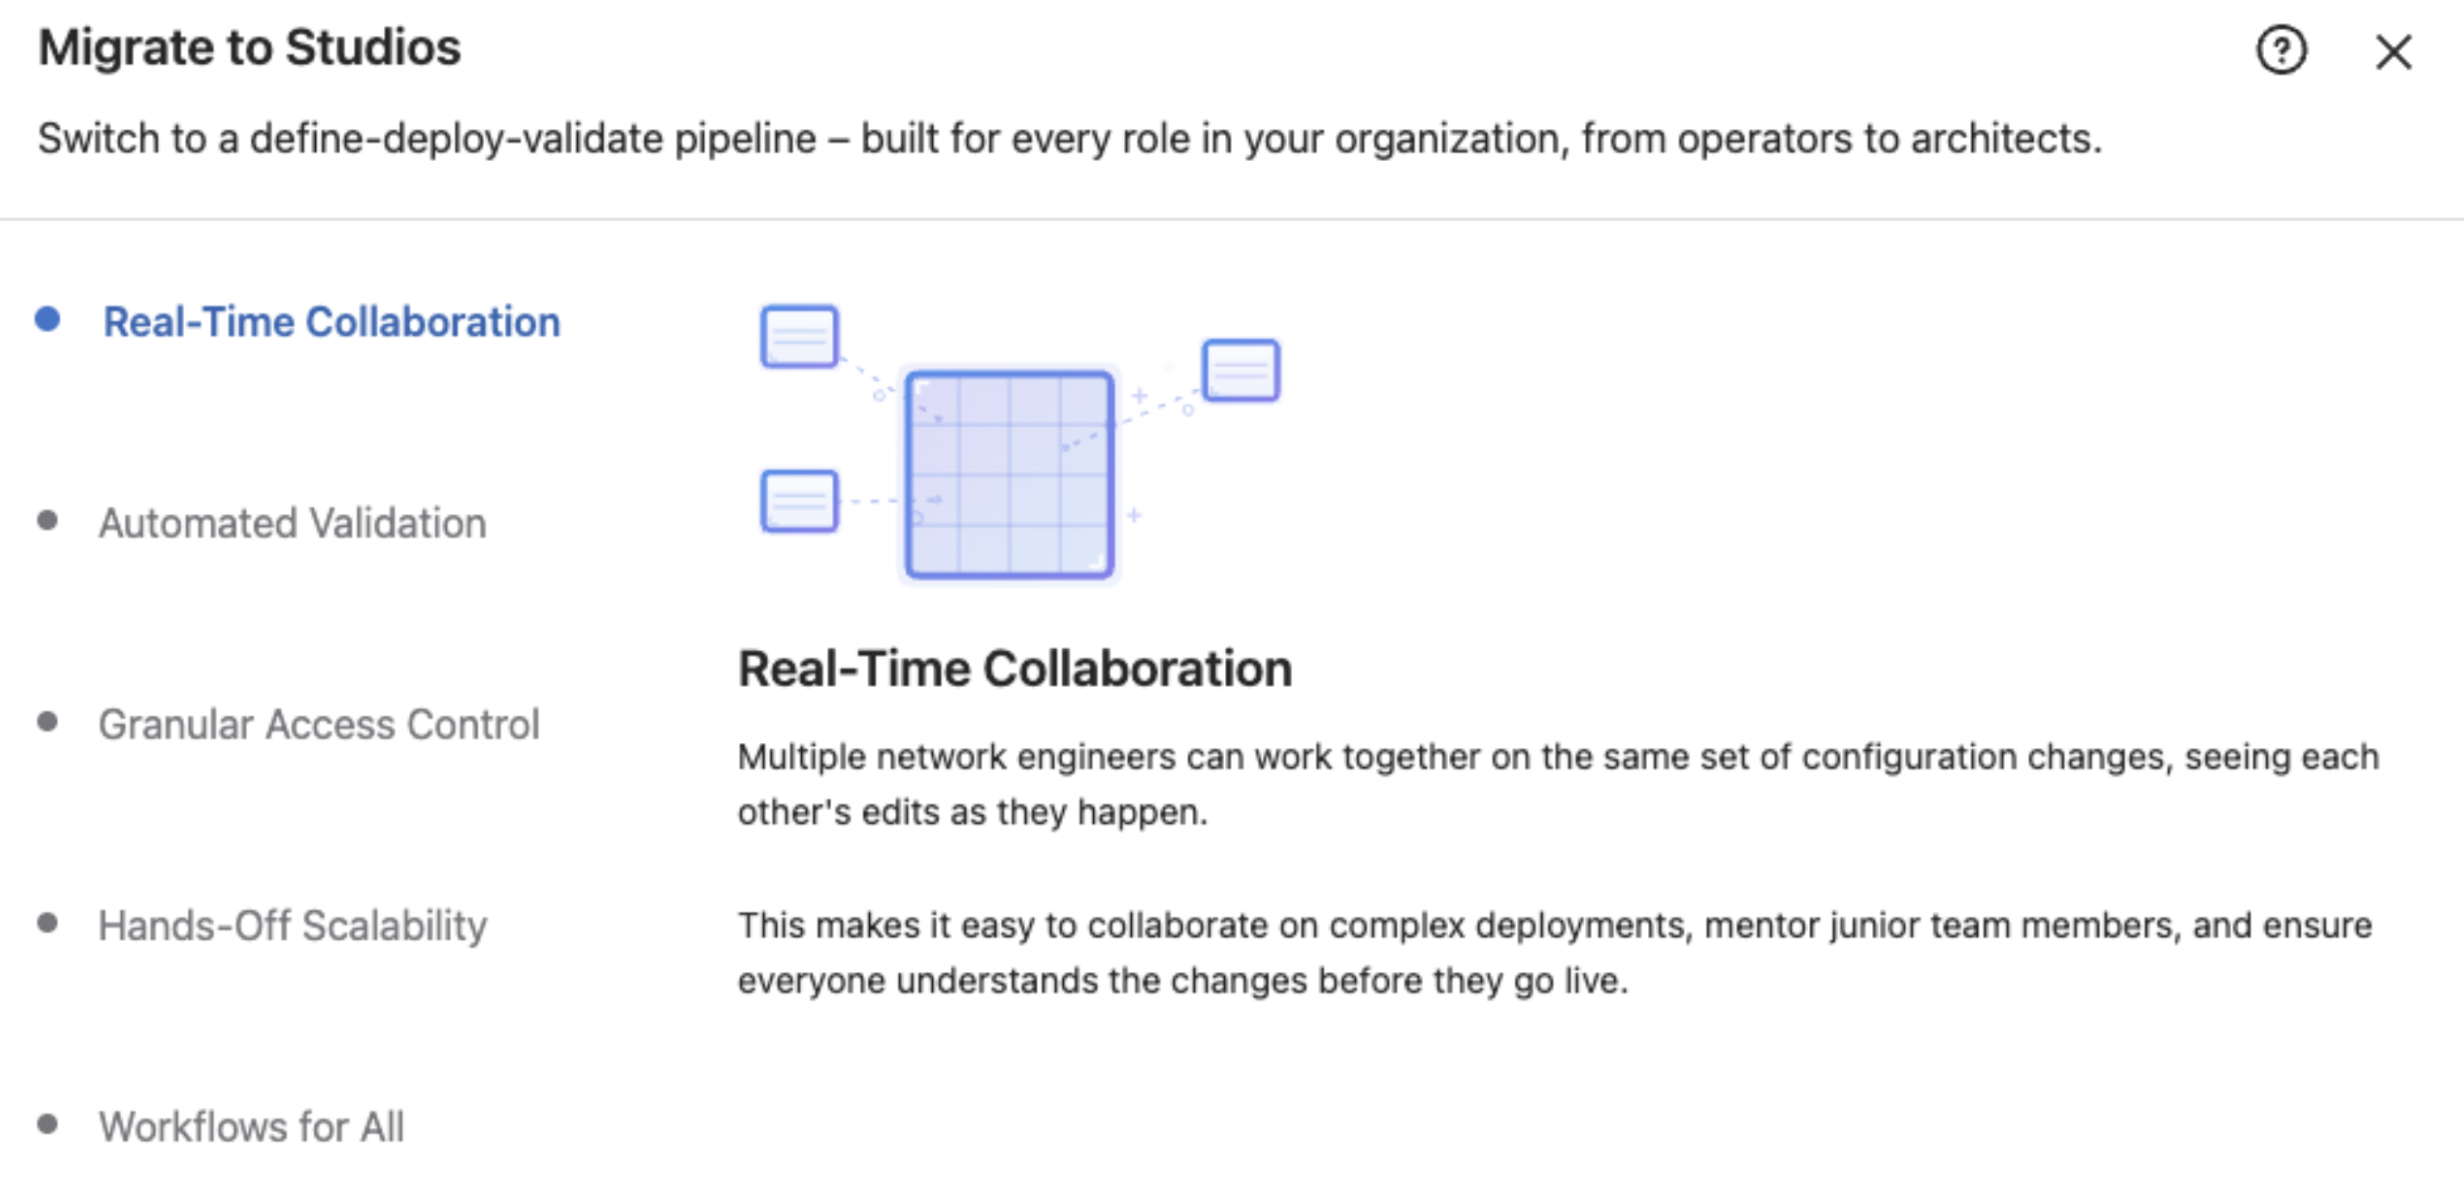 Migrate to Studios
Switch to a define-deploy-validate pipeline – built for every role in your organization, from operators to architects.
Real-Time Collaboration
Automated Validation
Granular Access Control
Hands-Off Scalability
Workflows for All
Real-Time Collaboration
Multiple network engineers can work together on the same set of configuration changes, seeing each
other's edits as they happen.
This makes it easy to collaborate on complex deployments, mentor junior team members, and ensure
everyone understands the changes before they go live.